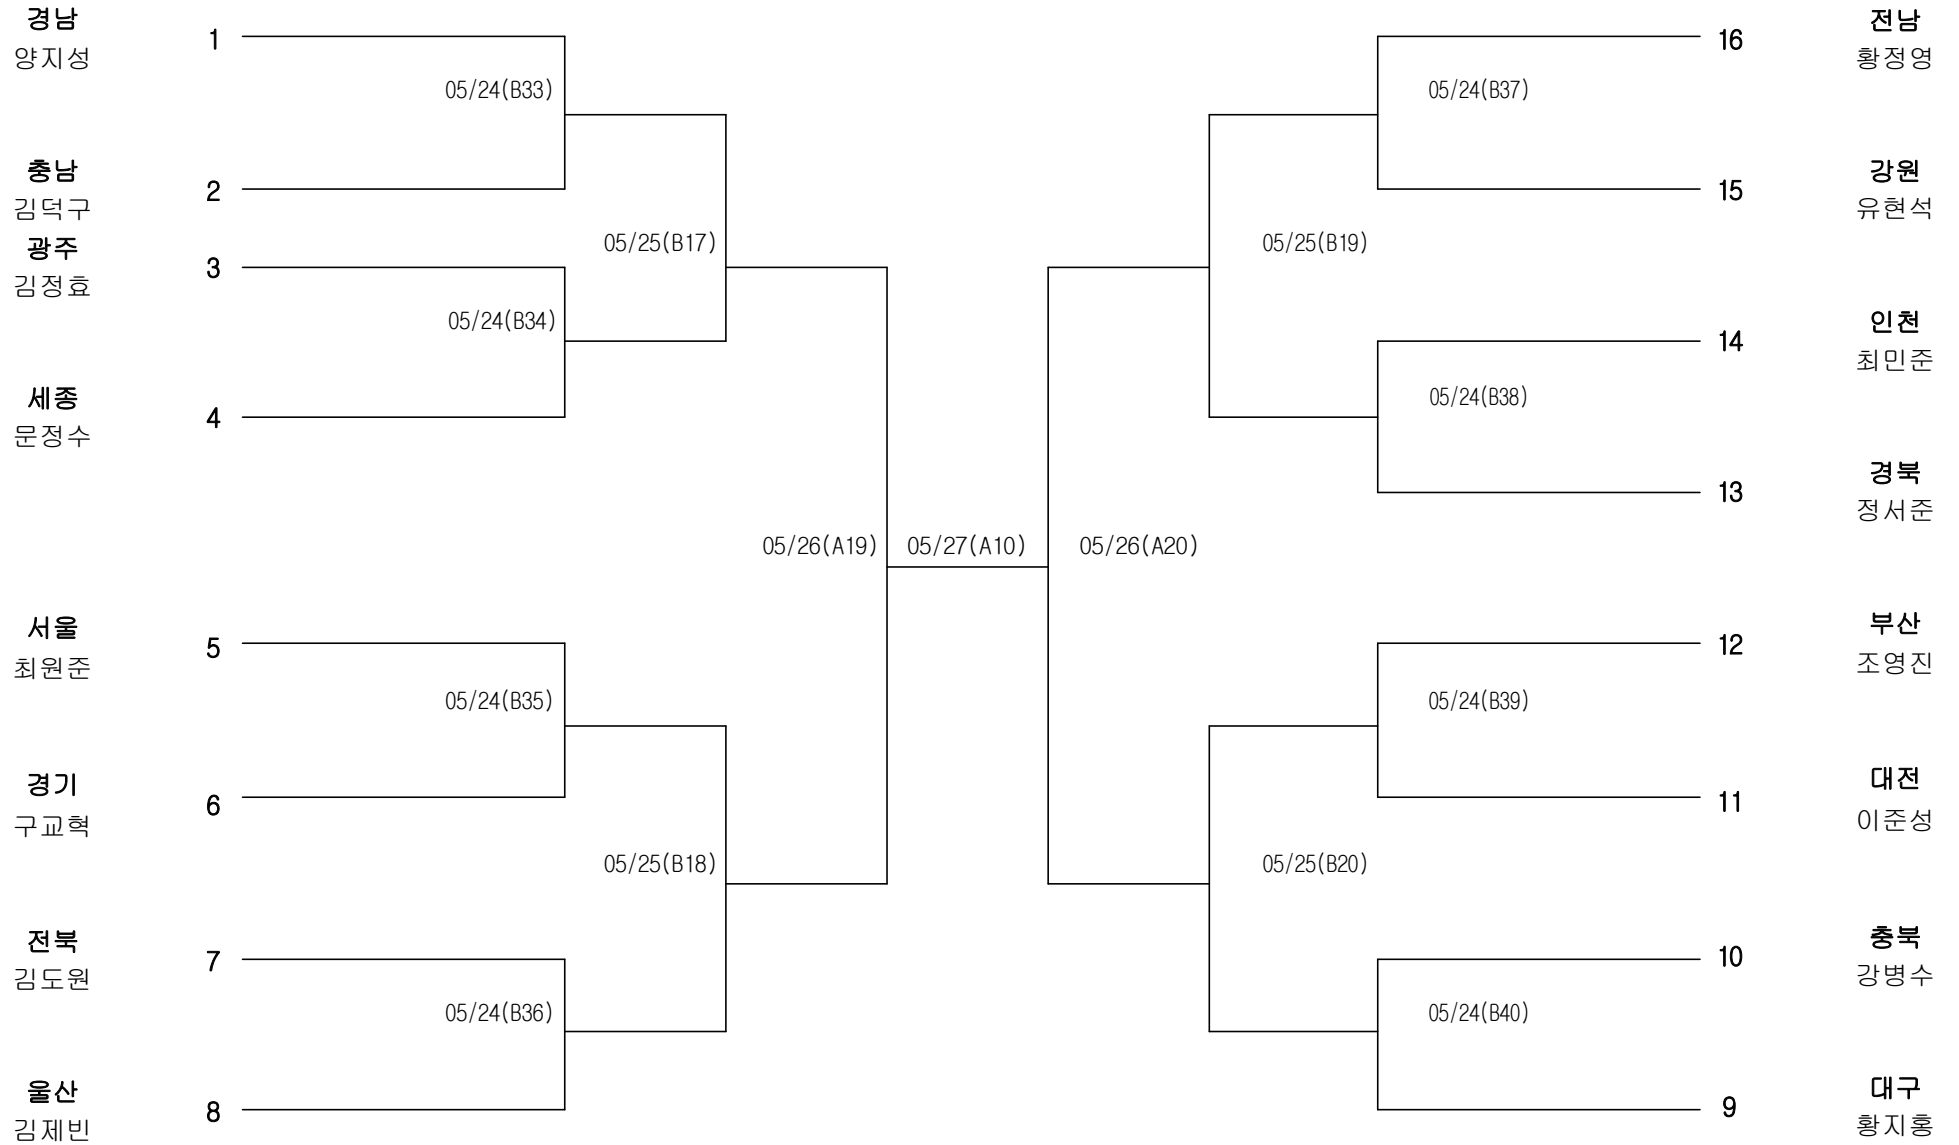 경남
양지성
1
05/24(B33)
충남
김덕구
2
05/25(B17)
광주
김정효
3
05/24(B34)
세종
문정수
4
05/26(A19)
서울
최원준
5
05/24(B35)
경기
구교혁
6
05/25(B18)
전북
김도원
7
05/24(B36)
울산
김제빈
8
05/27(A10)
전남
황정영
16
05/24(B37)
강원
유현석
15
05/25(B19)
인천
최민준
14
05/24(B38)
경북
정서준
13
05/26(A20)
부산
조영진
12
05/24(B39)
대전
이준성
11
05/25(B20)
충북
강병수
10
05/24(B40)
대구
황지홍
9